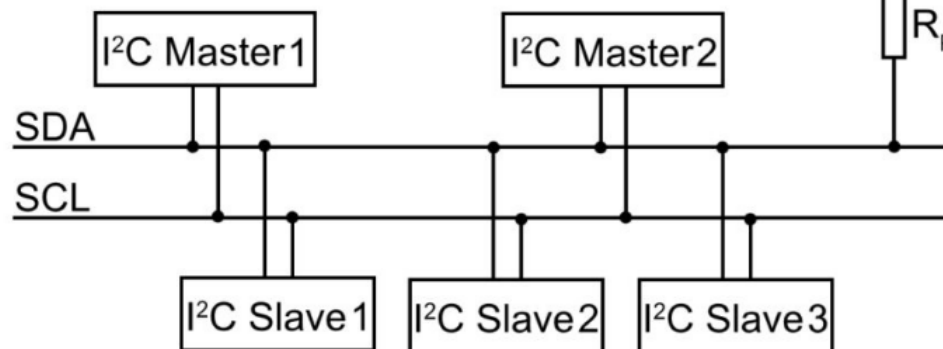 I²C Master1
I²C Master2
R
SDA
SCL
I²C Slave1
I²C Slave2
I²C Slave3